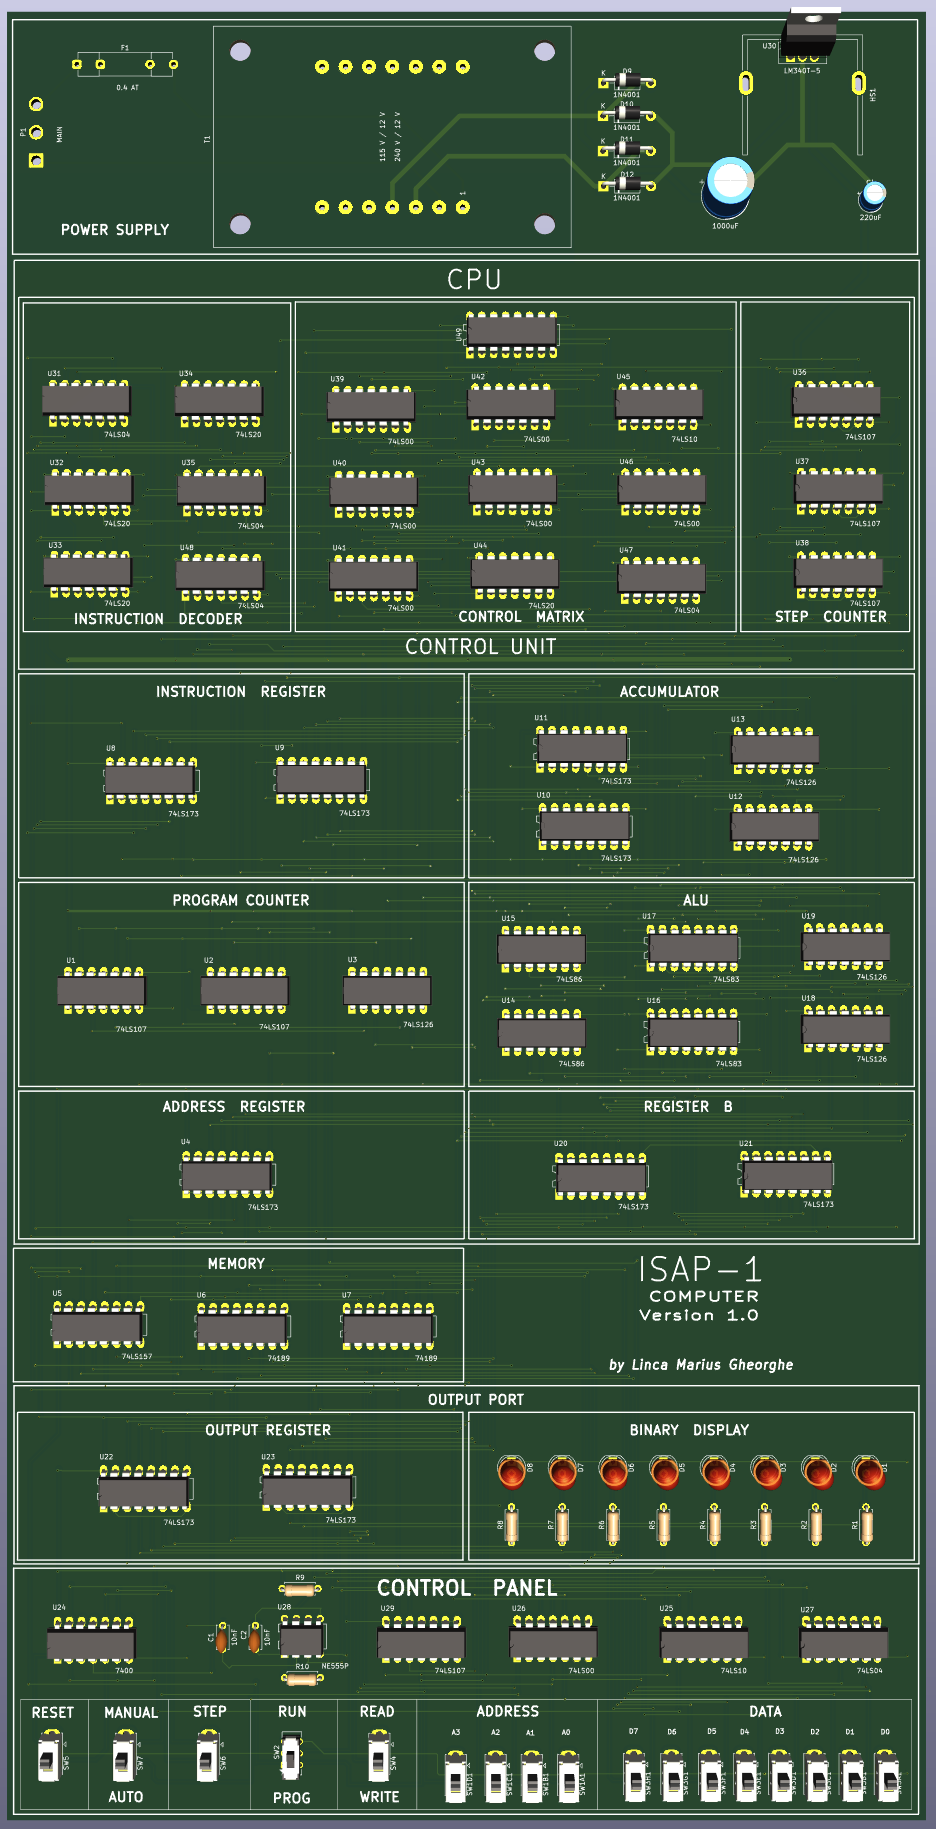 F1
0.4 AT
P1
MAIN
T1
115 V / 12 V
240 V / 12 V
1
D9
K
1N4001
D10
K
1N4001
D11
K
1N4001
D12
K
1N4001
U30
LM340T-5
HS1
+
1000uF
+
220uF
POWER SUPPLY
CPU
U49
U31
74LS04
U34
74LS20
U39
74LS00
U42
74LS00
U45
74LS10
U36
74LS107
U32
74LS20
U35
74LS04
U40
74LS00
U43
74LS00
U46
74LS00
U37
74LS107
U33
74LS20
U48
74LS04
U41
74LS00
U44
74LS20
U47
74LS04
U38
74LS107
INSTRUCTION DECODER
CONTROL MATRIX
STEP COUNTER
CONTROL UNIT
INSTRUCTION REGISTER
U8
74LS173
U9
74LS173
ACCUMULATOR
U11
74LS173
U13
74LS126
U10
74LS173
U12
74LS126
PROGRAM COUNTER
U1
74LS107
U2
74LS107
U3
74LS126
ALU
U15
74LS86
U17
74LS83
U19
74LS126
U14
74LS86
U16
74LS83
U18
74LS126
ADDRESS REGISTER
U4
74LS173
REGISTER B
U20
74LS173
U21
74LS173
MEMORY
U5
74LS157
U6
74189
U7
74189
ISAP-1
COMPUTER
Version 1.0
by Linca Marius Gheorghe
OUTPUT PORT
OUTPUT REGISTER
U22
74LS173
U23
74LS173
BINARY DISPLAY
D8
D7
D6
D5
D4
D3
D2
D1
R8
R7
R6
R5
R4
R3
R2
R1
CONTROL PANEL
U24
7400
C1
10nF
C2
10nF
R9
U28
NE555P
R10
U29
74LS107
U26
74LS00
U25
74LS10
U27
74LS04
RESET
MANUAL
STEP
RUN
READ
ADDRESS
DATA
A3
A2
A1
A0
D7
D6
D5
D4
D3
D2
D1
D0
SW5
SW7
SW6
SW2
SW4
SW1D1
SW1C1
SW1B1
SW1A1
AUTO
PROG
WRITE